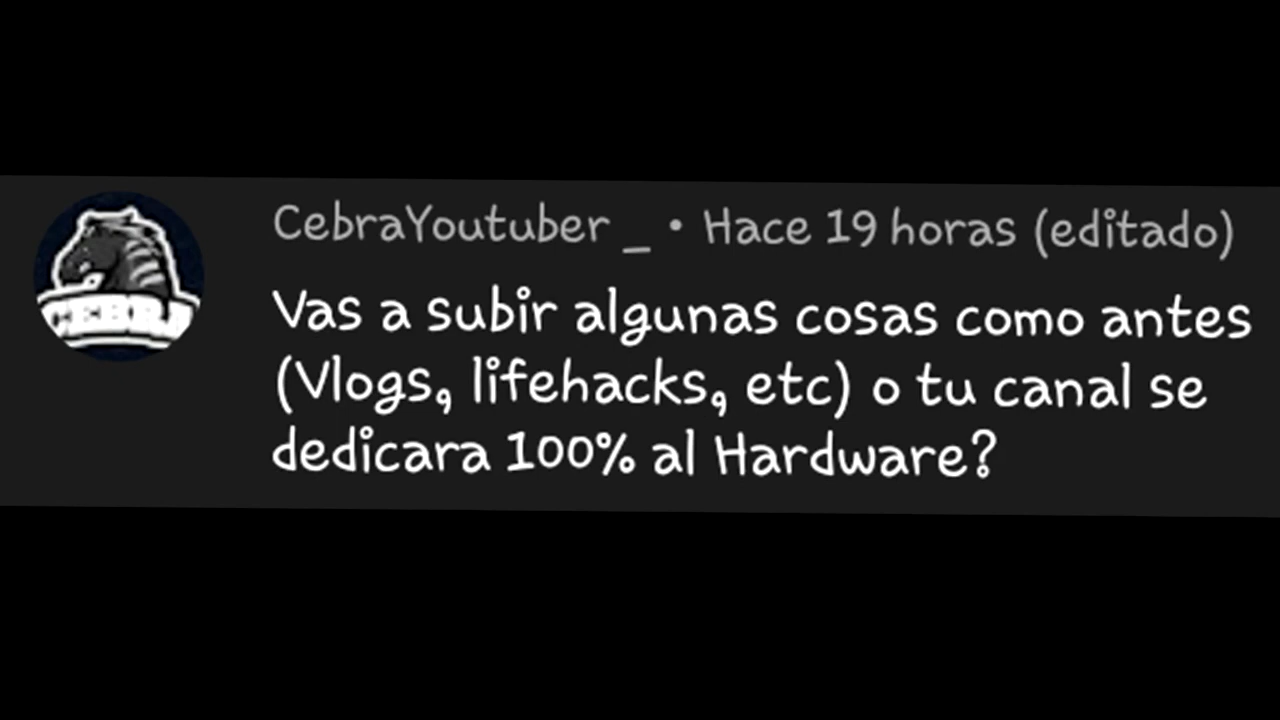 CebraYoutuber _ • Hace 19 horas (editado)
Vas a subir algunas cosas como antes
(Vlogs, lifehacks, etc) o tu canal se
dedicara 100% al Hardware?
CEBRA